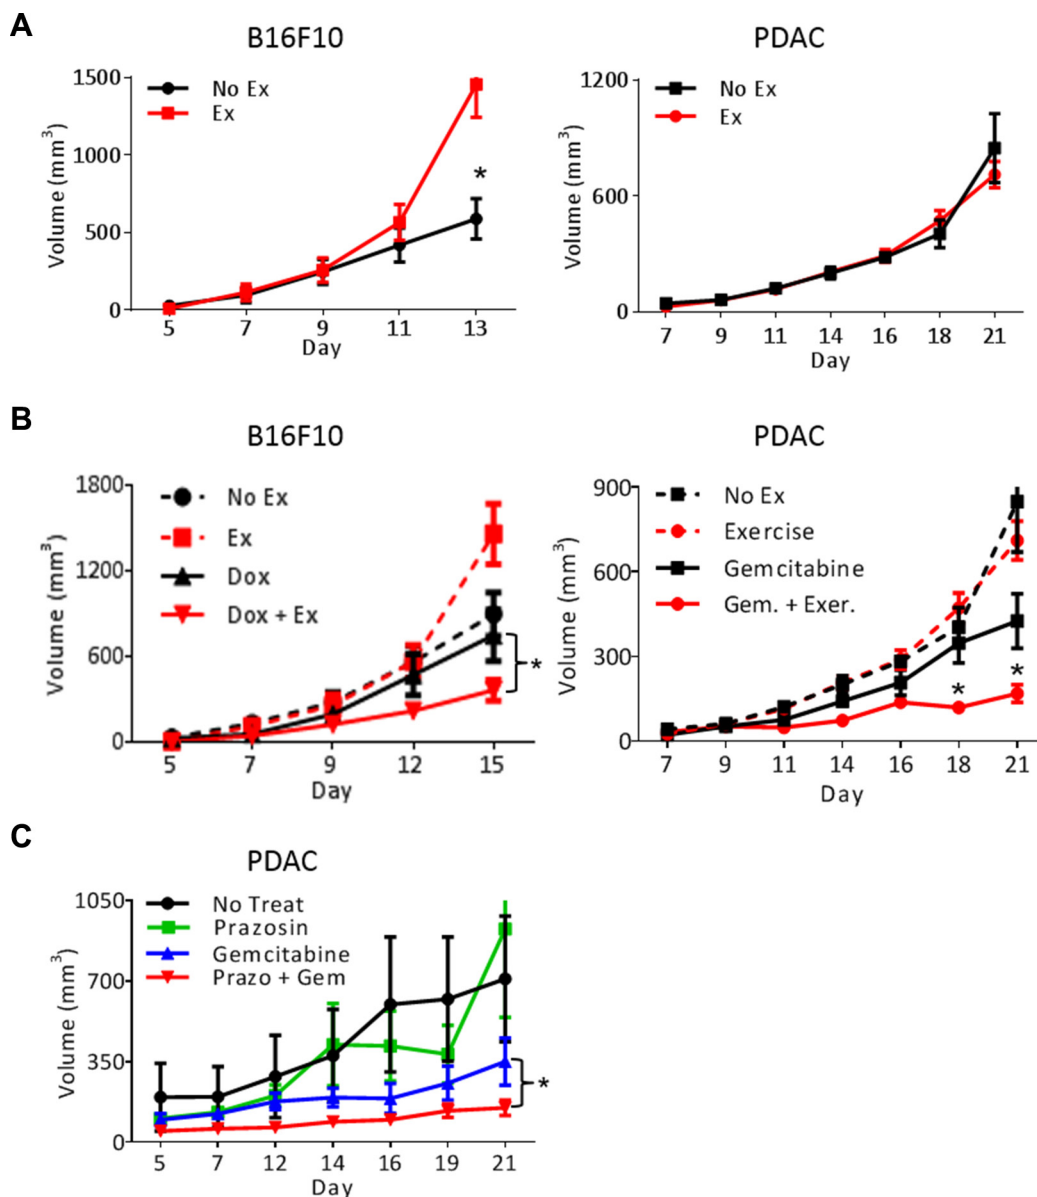 A
B16F10
No Ex
Ex
Volume (mm³)
1500
1000
500
0
*
5 7 9 11 13
Day
PDAC
No Ex
Ex
Volume (mm³)
1200
600
0
7 9 11 14 16 18 21
Day
B
B16F10
No Ex
Ex
Dox
Dox + Ex
Volume (mm³)
1800
1200
600
0
*
5 7 9 12 15
Day
PDAC
No Ex
Exercise
Gemcitabine
Gem. + Exer.
Volume (mm³)
900
600
300
0
* *
7 9 11 14 16 18 21
Day
C
PDAC
No Treat
Prazosin
Gemcitabine
Prazo + Gem
Volume (mm³)
1050
700
350
0
*
5 7 12 14 16 19 21
Day